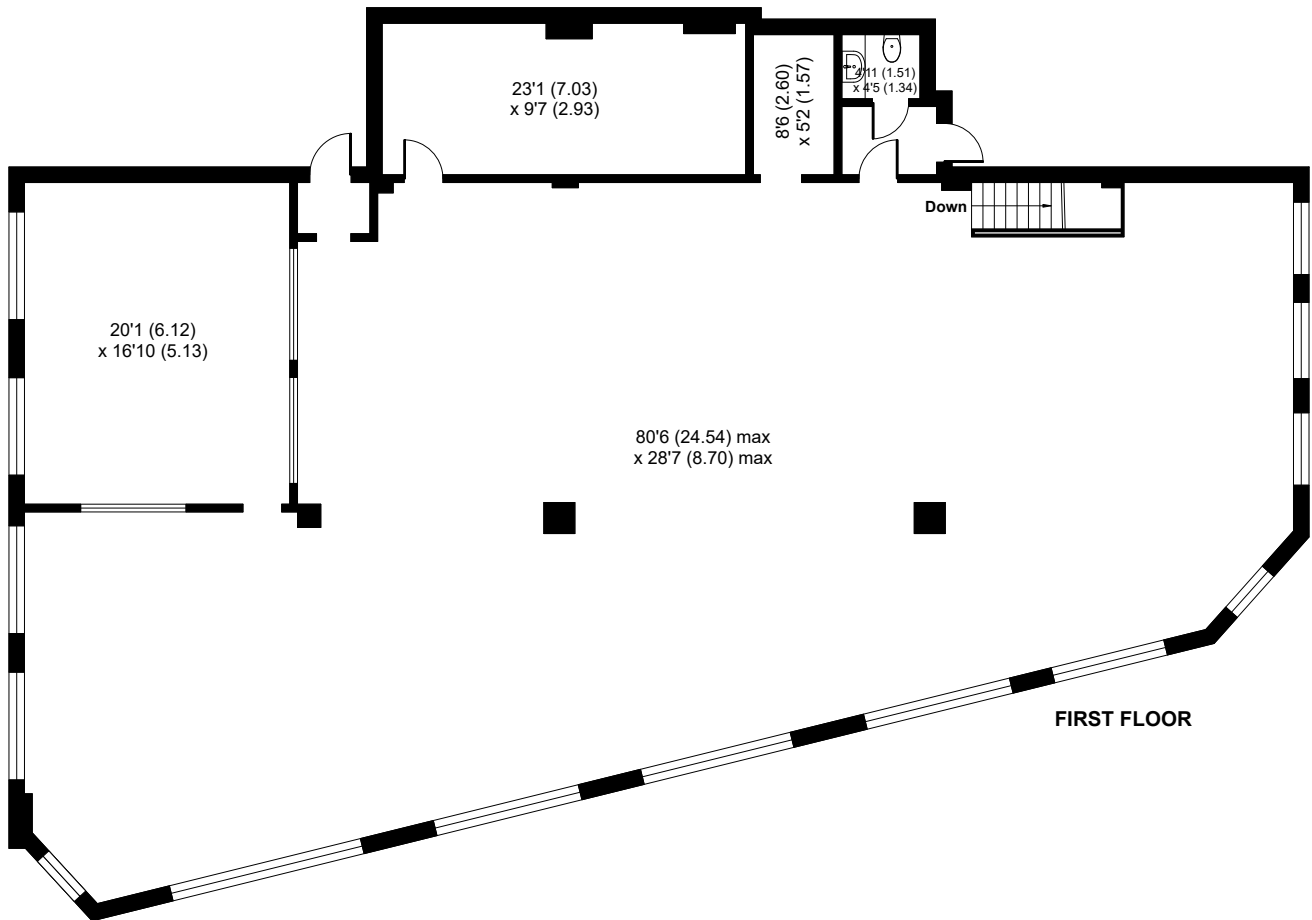 23'1 (7.03)
x 9'7 (2.93)
8'6 (2.60)
x 5'2 (1.57)
4'11 (1.51)
x 4'5 (1.34)
Down
20'1 (6.12)
x 16'10 (5.13)
80'6 (24.54) max
x 28'7 (8.70) max
FIRST FLOOR